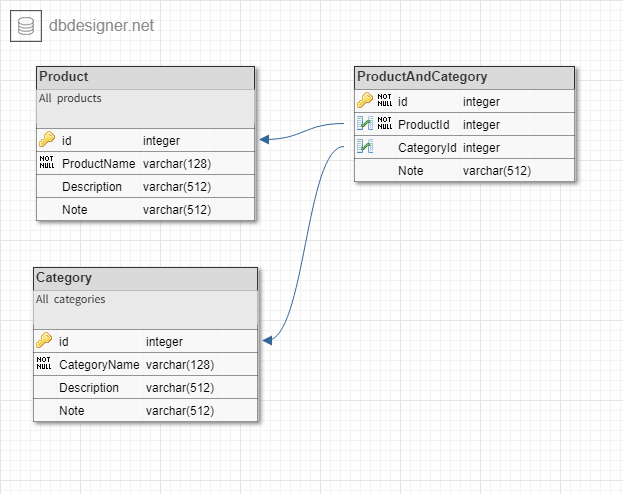 dbdesigner.net
Product
All products
id integer
NOT NULL ProductName varchar(128)
Description varchar(512)
Note varchar(512)
ProductAndCategory
NOT NULL id integer
NOT NULL ProductId integer
CategoryId integer
Note varchar(512)
Category
All categories
id integer
NOT NULL CategoryName varchar(128)
Description varchar(512)
Note varchar(512)